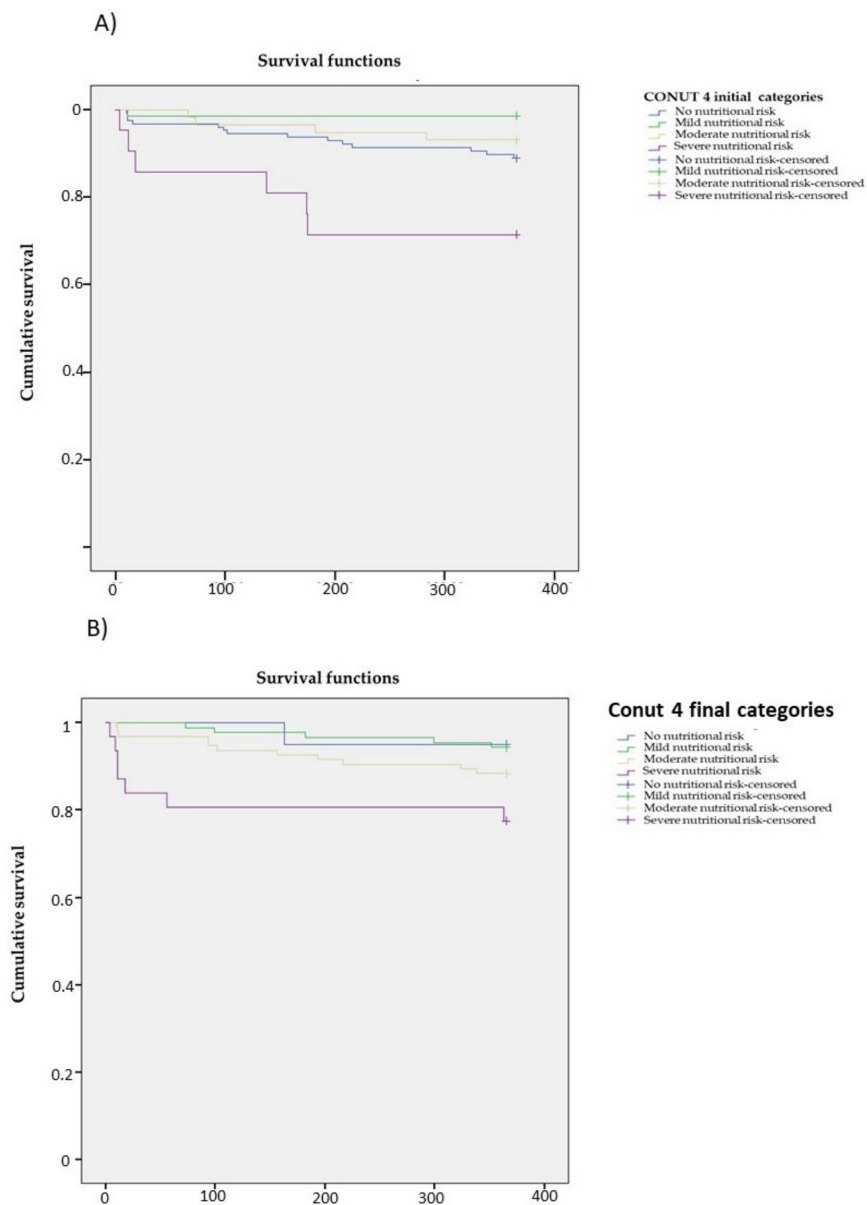 A)
Survival functions
CONUT 4 initial categories
No nutritional risk
Mild nutritional risk
Moderate nutritional risk
Severe nutritional risk
No nutritional risk-censored
Mild nutritional risk-censored
Moderate nutritional risk-censored
Severe nutritional risk-censored
Cumulative survival
0
0.8
0.6
0.4
0.2
0 100 200 300 400
B)
Survival functions
Conut 4 final categories
No nutritional risk
Mild nutritional risk
Moderate nutritional risk
Severe nutritional risk
No nutritional risk-censored
Mild nutritional risk-censored
Moderate nutritional risk-censored
Severe nutritional risk-censored
Cumulative survival
1
0.8
0.6
0.4
0.2
0
0 100 200 300 400